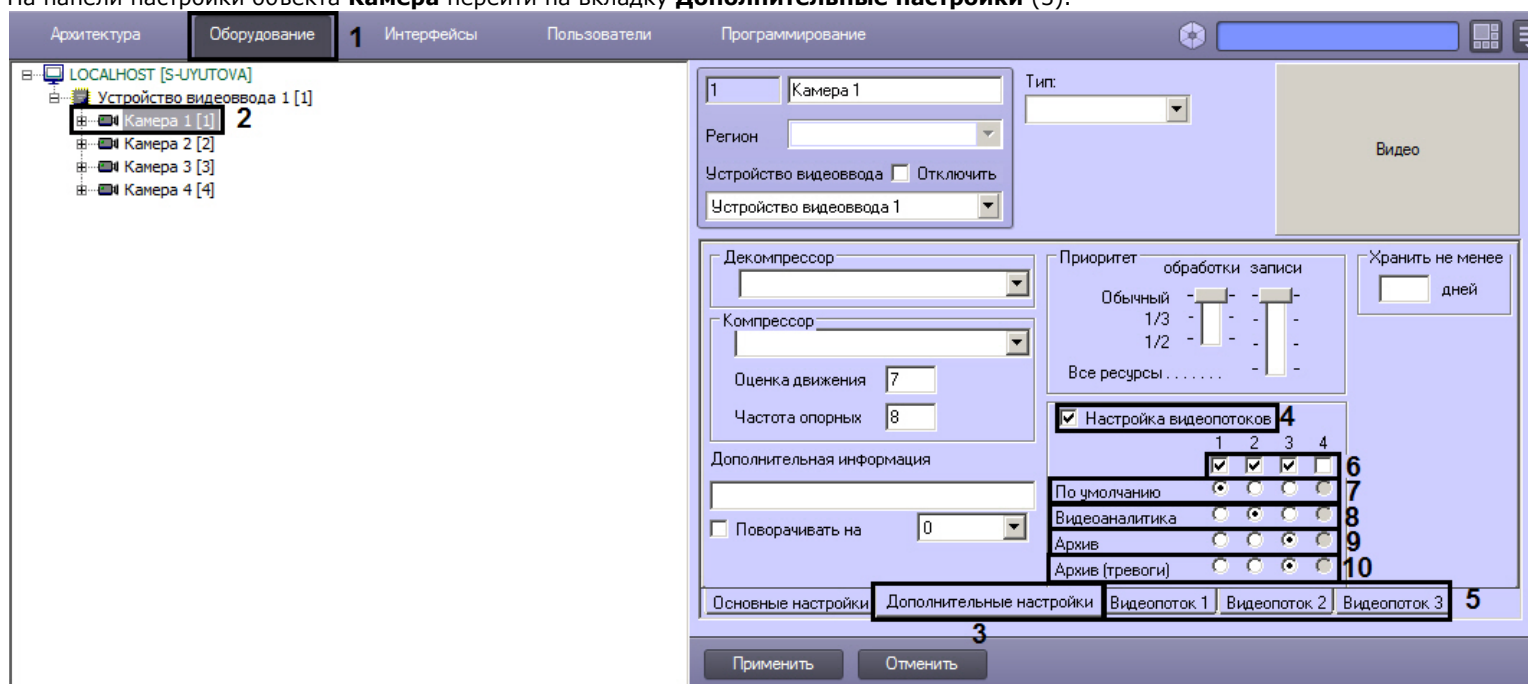 На панели настройки объекта Камера перейти на вкладку Дополнительные настройки (3).
Архитектура Оборудование 1 Интерфейсы Пользователи Программирование
LOCALHOST [S-UYUTOVA]
Устройство видеоввода 1 [1]
Камера 1 [1] 2
Камера 2 [2]
Камера 3 [3]
Камера 4 [4]
1 Камера 1 Тип:
Регион
Видео
Устройство видеоввода Отключить
Устройство видеоввода 1
Декомпрессор
Приоритет обработки записи
Хранить не менее
дней
Обычный
1/3
1/2
Все ресурсы . . . . . . .
Компрессор
Оценка движения 7
Частота опорных 8
Настройка видеопотоков 4
1 2 3 4
6
По умолчанию 7
Видеоаналитика 8
Архив 9
Архив (тревоги) 10
Дополнительная информация
Поворачивать на 0
Основные настройки Дополнительные настройки Видеопоток 1 Видеопоток 2 Видеопоток 3 5
3
Применить Отменить